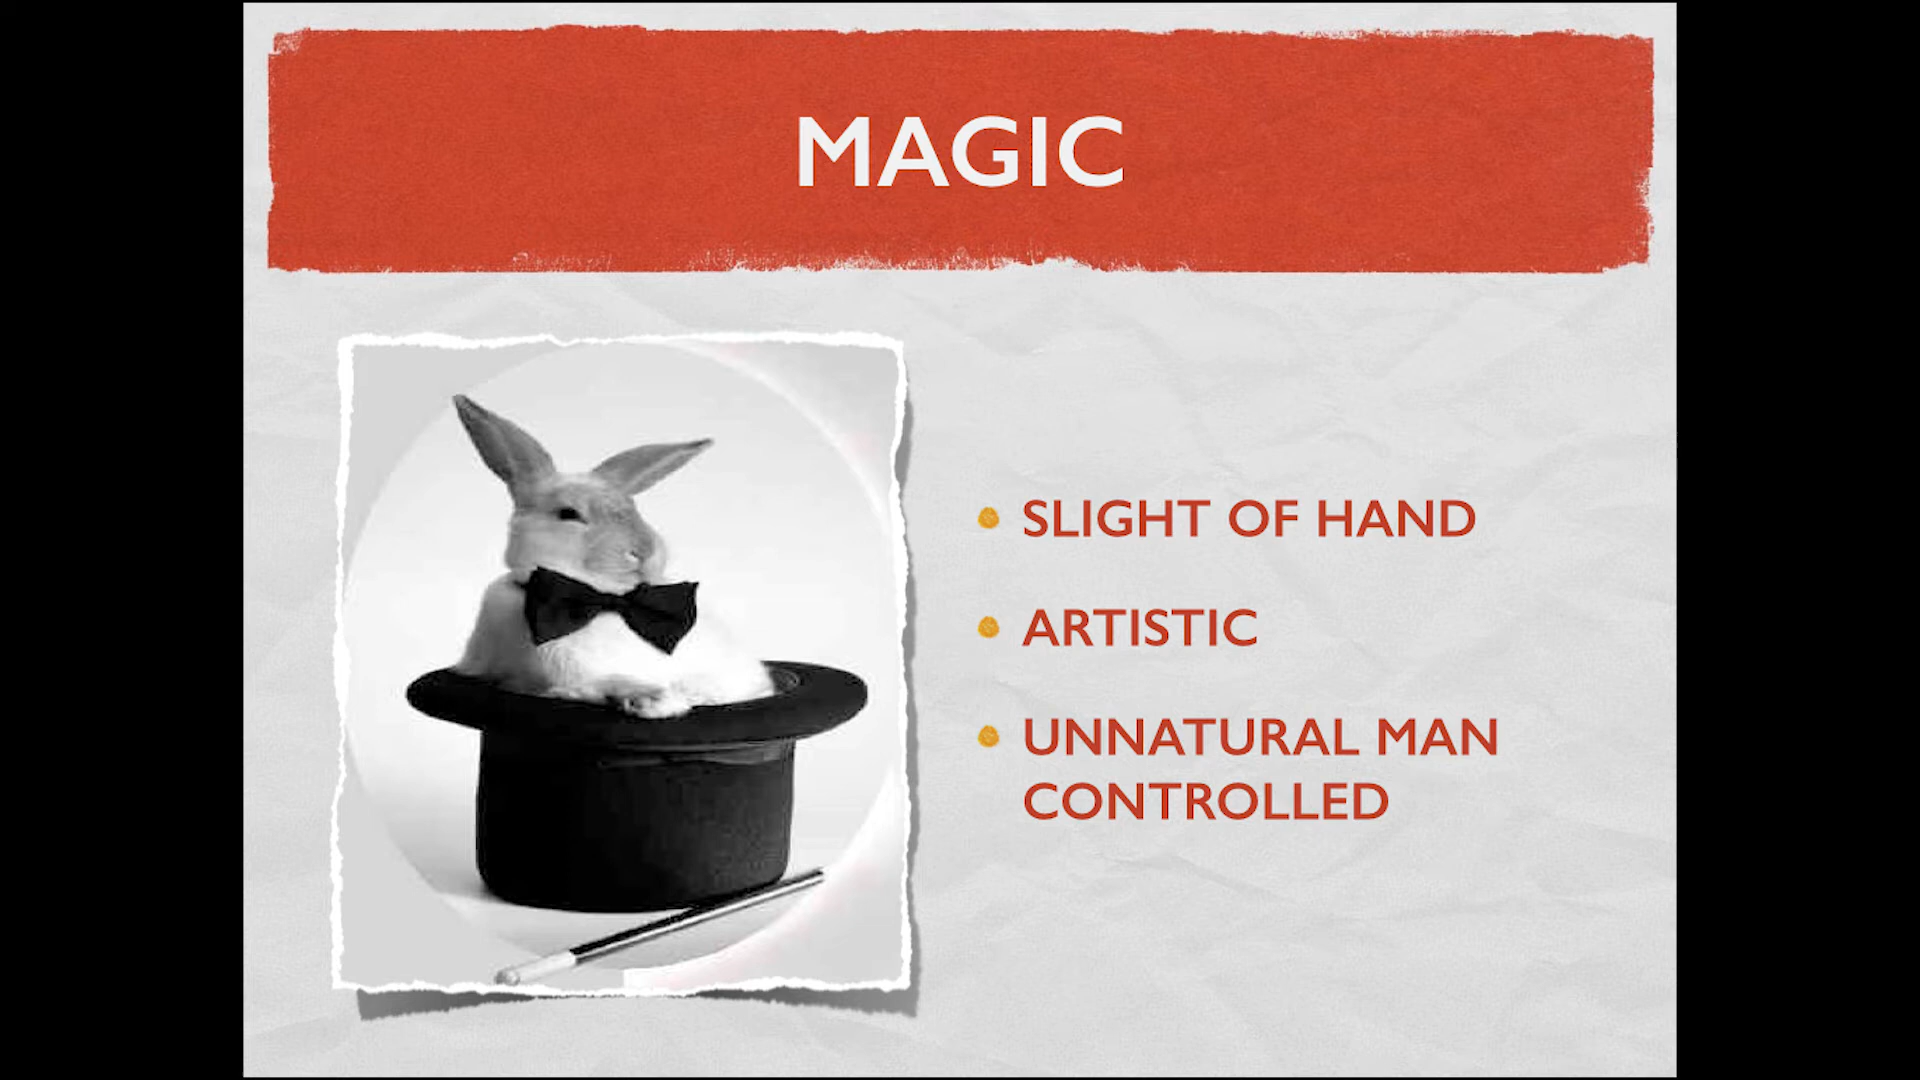 MAGIC
SLIGHT OF HAND
ARTISTIC
UNNATURAL MAN
CONTROLLED